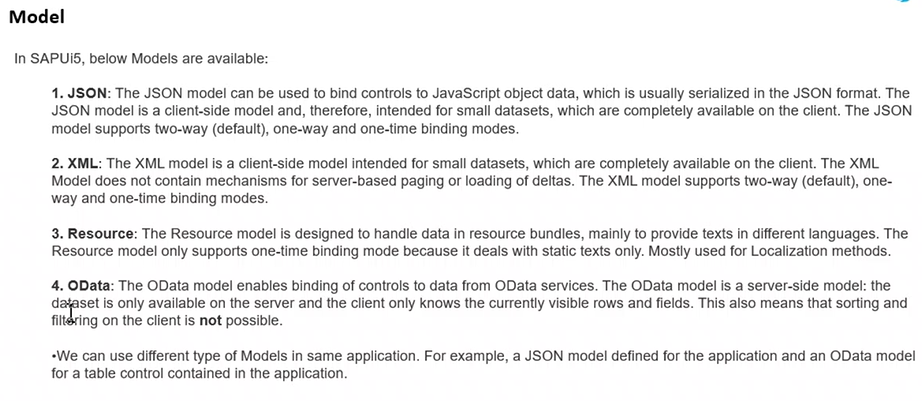 Model
In SAPUi5, below Models are available:
1. JSON: The JSON model can be used to bind controls to JavaScript object data, which is usually serialized in the JSON format. The
JSON model is a client-side model and, therefore, intended for small datasets, which are completely available on the client. The JSON
model supports two-way (default), one-way and one-time binding modes.
2. XML: The XML model is a client-side model intended for small datasets, which are completely available on the client. The XML
Model does not contain mechanisms for server-based paging or loading of deltas. The XML model supports two-way (default), one-
way and one-time binding modes.
3. Resource: The Resource model is designed to handle data in resource bundles, mainly to provide texts in different languages. The
Resource model only supports one-time binding mode because it deals with static texts only. Mostly used for Localization methods.
4. OData: The OData model enables binding of controls to data from OData services. The OData model is a server-side model: the
dataset is only available on the server and the client only knows the currently visible rows and fields. This also means that sorting and
filtering on the client is not possible.
•We can use different type of Models in same application. For example, a JSON model defined for the application and an OData model
for a table control contained in the application.